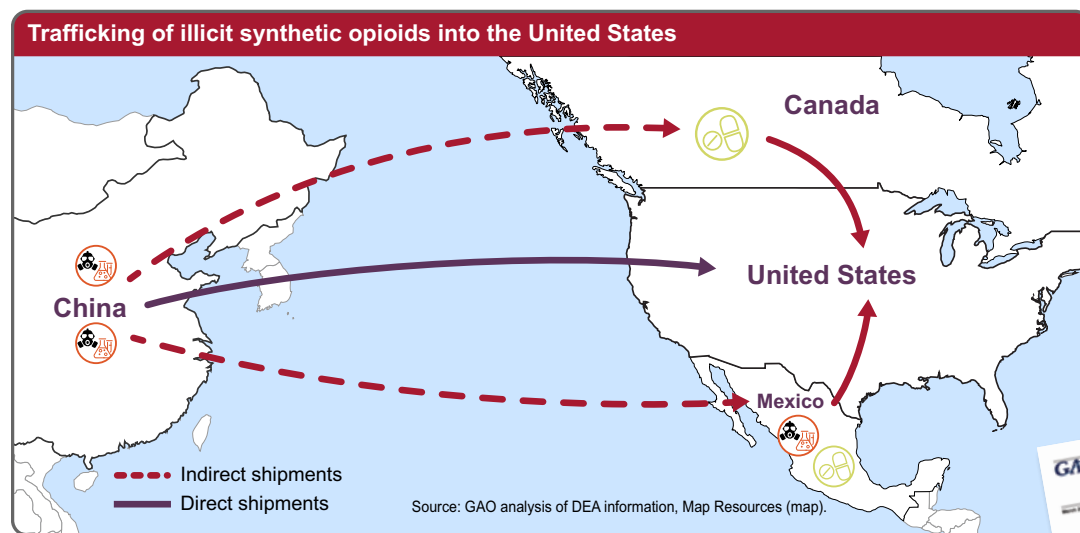 Trafficking of illicit synthetic opioids into the United States
Canada
United States
China
Mexico
Indirect shipments
Direct shipments
Source: GAO analysis of DEA information, Map Resources (map).